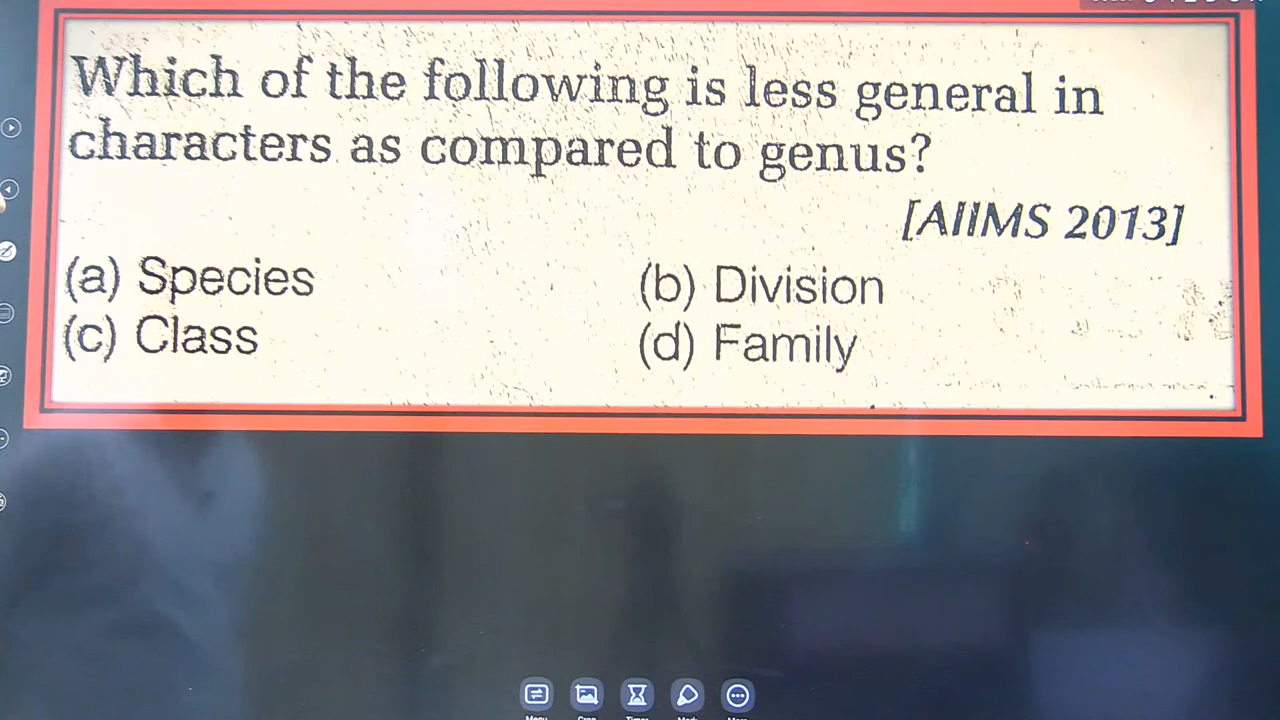 Which of the following is less general in
characters as compared to genus?
[AIIMS 2013]
(a) Species
(b) Division
(c) Class
(d) Family